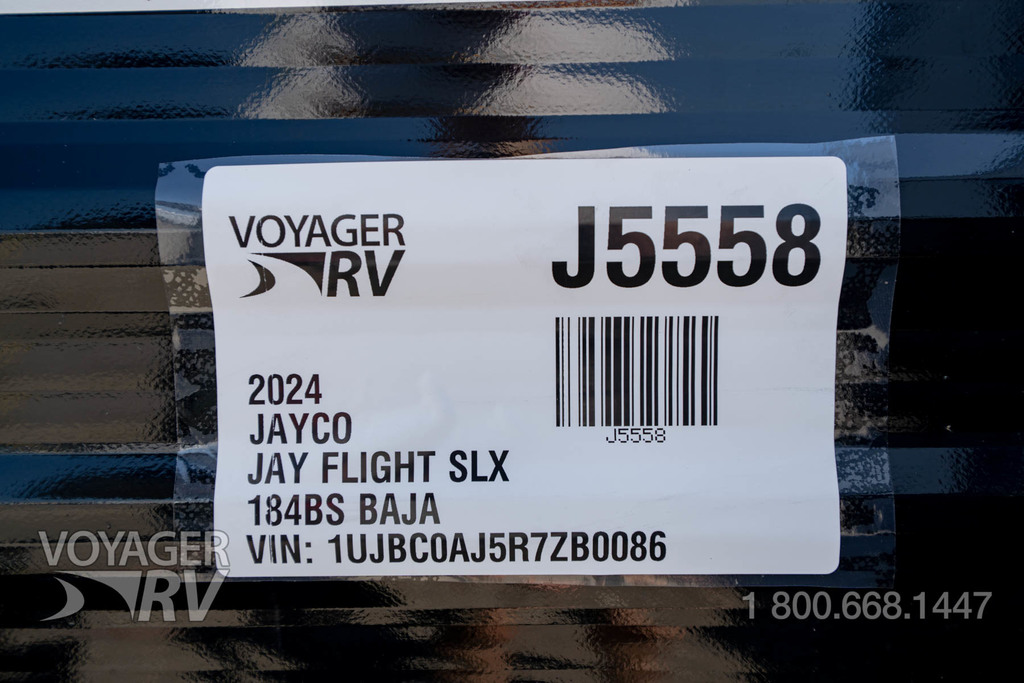 VOYAGER
RV
J5558
J5558
2024
JAYCO
JAY FLIGHT SLX
184BS BAJA
VIN: 1UJBC0AJ5R7ZB0086
VOYAGER
RV
1 800.668.1447